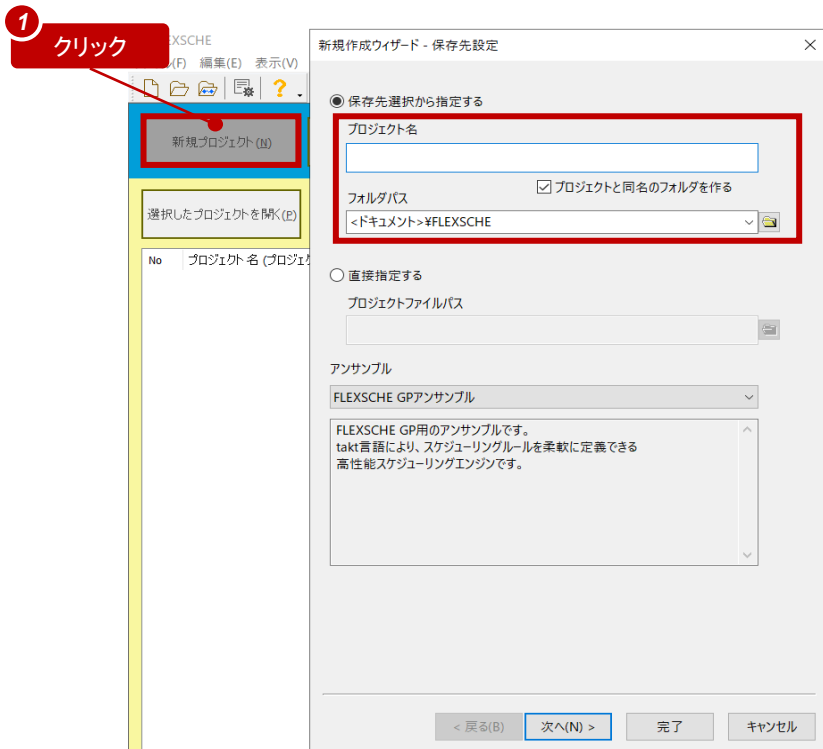 1
クリック
EXSCHE
(F) 編集(E) 表示(V)
新規プロジェクト(N)
選択したプロジェクトを開く(P)
No プロジェクト名 (プロジェク
新規作成ウィザード - 保存先設定
保存先選択から指定する
プロジェクト名
プロジェクトと同名のフォルダを作る
フォルダパス
<ドキュメント>¥FLEXSCHE
直接指定する
プロジェクトファイルパス
アンサンブル
FLEXSCHE GPアンサンブル
FLEXSCHE GP用のアンサンブルです。
takt言語により、スケジューリングルールを柔軟に定義できる
高性能スケジューリングエンジンです。
< 戻る(B) 次へ(N) > 完了 キャンセル